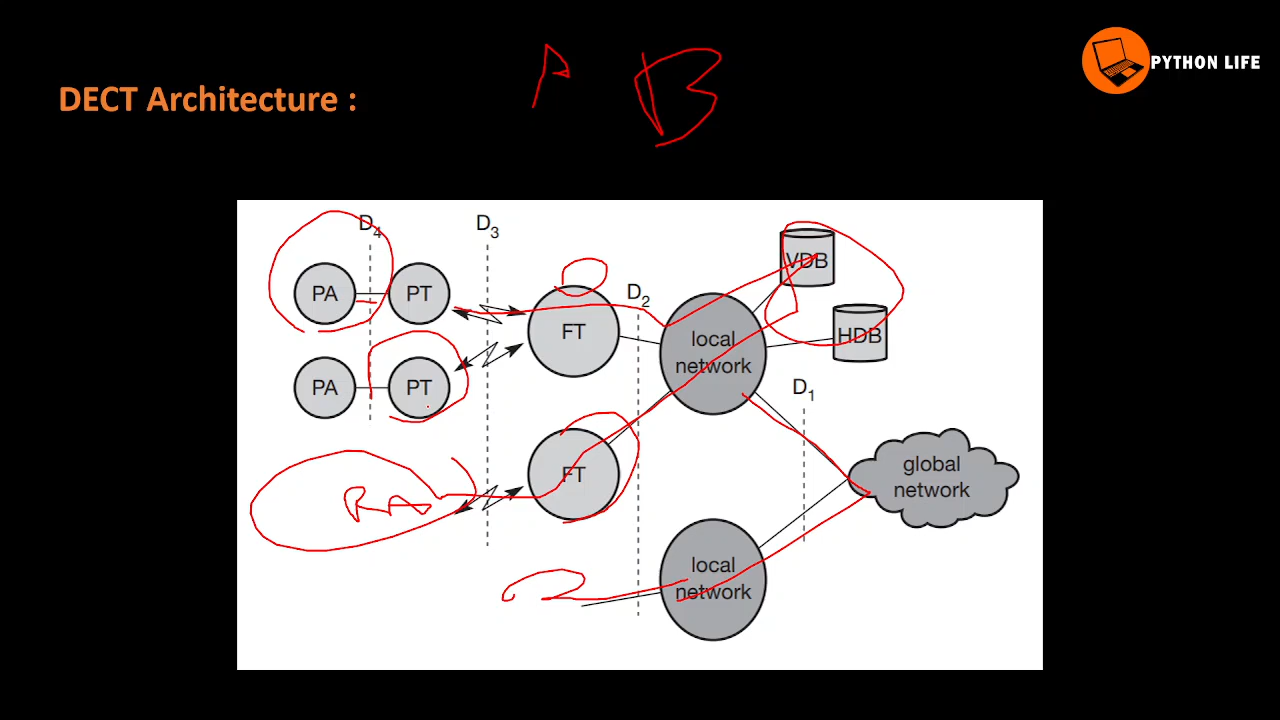 A B
PYTHON LIFE
DECT Architecture :
D4
D3
VDB
PA
PT
D2
FT
local
network
HDB
PA
PT
D1
global
network
FT
local
network